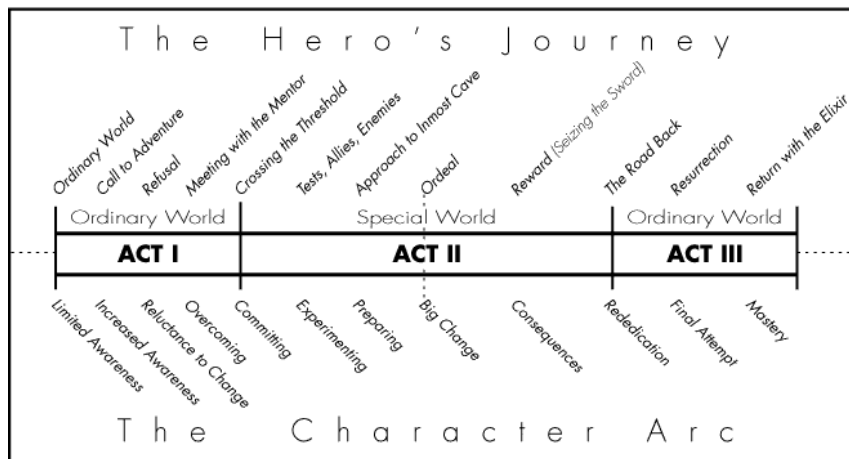 The Hero's Journey
Ordinary World
Call to Adventure
Refusal
Meeting with the Mentor
Crossing the Threshold
Tests, Allies, Enemies
Approach to Inmost Cave
Ordeal
Reward (Seizing the Sword)
The Road Back
Resurrection
Return with the Elixir
Ordinary World
Special World
Ordinary World
ACT I
ACT II
ACT III
Limited Awareness
Increased Awareness
Reluctance to Change
Overcoming
Committing
Experimenting
Preparing
Big Change
Consequences
Rededication
Final Attempt
Mastery
The Character Arc